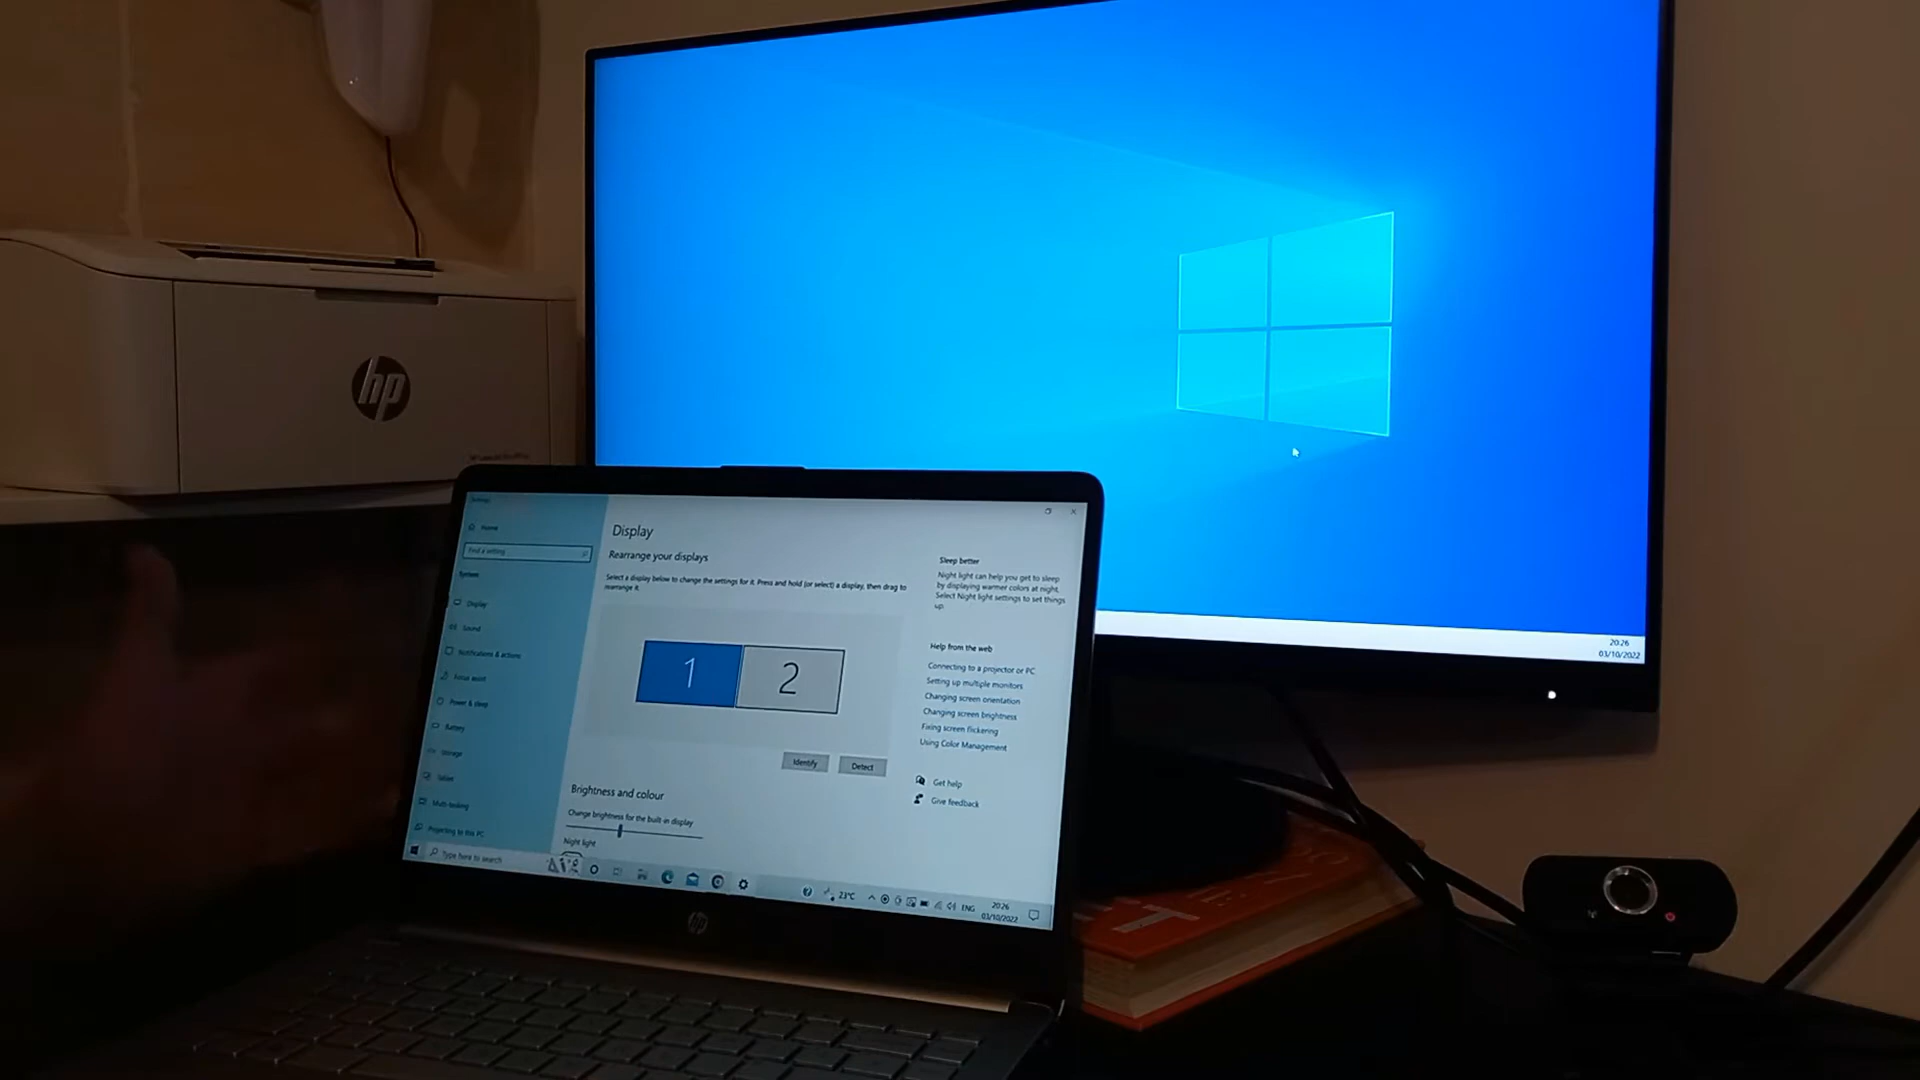 hp
20:26
03/10/2022
Settings
Home
Find a setting
System
Display
Sound
Notifications & actions
Focus assist
Power & sleep
Battery
Storage
Tablet
Multi-tasking
Projecting to this PC
Display
Rearrange your displays
Select a display below to change the settings for it. Press and hold (or select) a display, then drag to
rearrange it.
1
2
Identify
Detect
Brightness and colour
Change brightness for the built-in display
Night light
Sleep better
Night light can help you get to sleep
by displaying warmer colors at night.
Select Night light settings to set things
up.
Help from the web
Connecting to a projector or PC
Setting up multiple monitors
Changing screen orientation
Changing screen brightness
Fixing screen flickering
Using Color Management
Get help
Give feedback
Type here to search
23°C
ENG
20:26
03/10/2022
hp